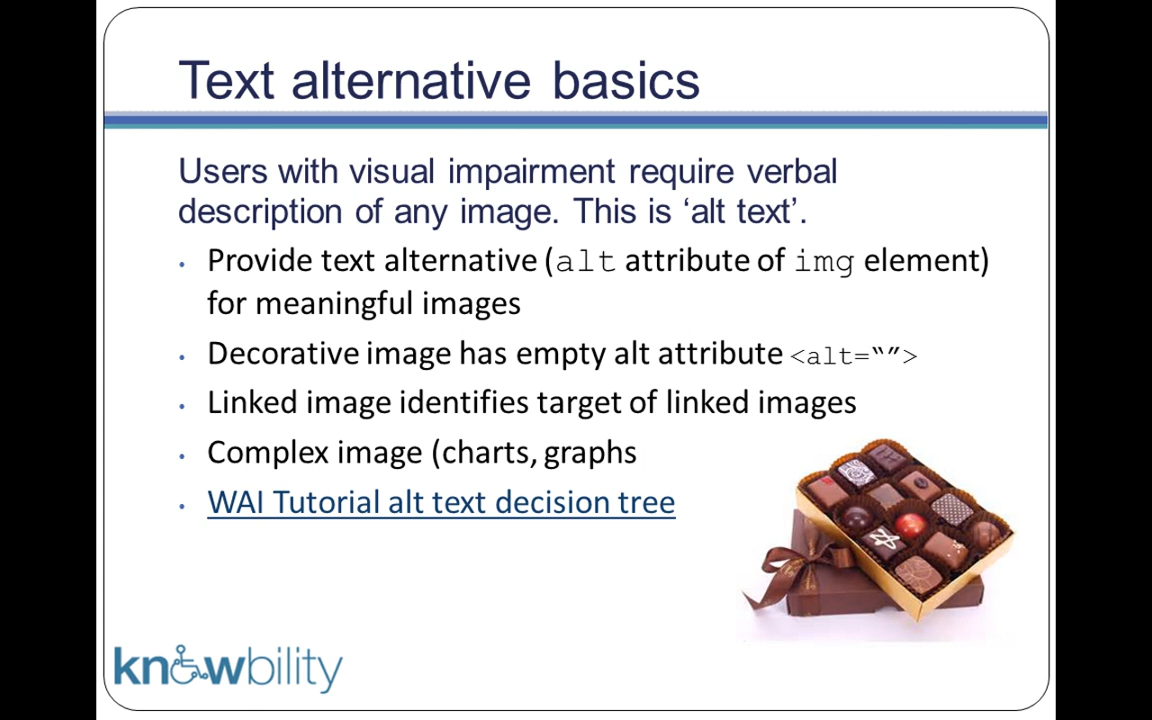 Text alternative basics
Users with visual impairment require verbal
description of any image. This is ‘alt text’.
• Provide text alternative (alt attribute of img element)
for meaningful images
• Decorative image has empty alt attribute <alt=“”>
• Linked image identifies target of linked images
• Complex image (charts, graphs
• WAI Tutorial alt text decision tree
knowbility